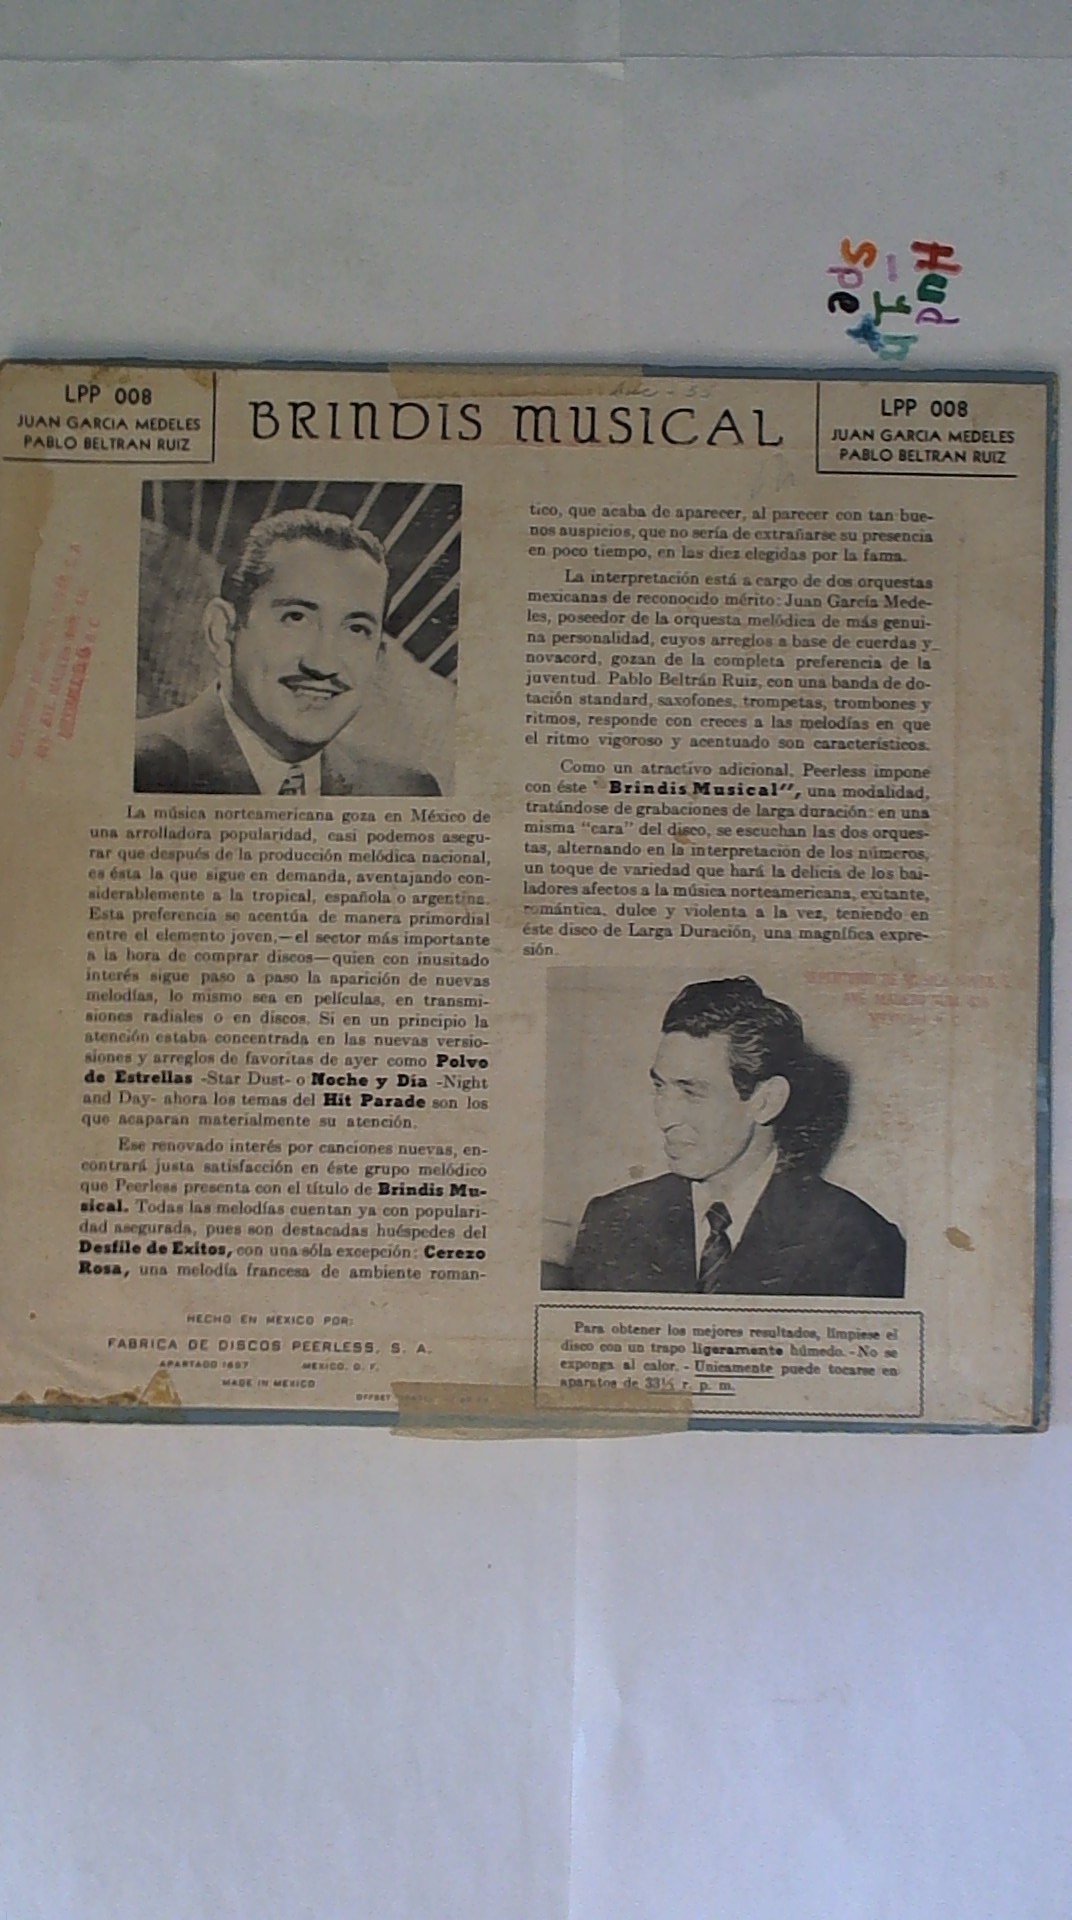 LPP 008
JUAN GARCIA MEDELES
PABLO BELTRAN RUIZ
BRINDIS MUSICAL
LPP 008
JUAN GARCIA MEDELES
PABLO BELTRAN RUIZ
La música norteamericana goza en México de
una arrolladora popularidad, casi podemos asegu-
rar que después de la producción melódica nacional,
es ésta la que sigue en demanda, aventajando con-
siderablemente a la tropical, española o argentina.
Esta preferencia se acentúa de manera primordial
entre el elemento joven,—el sector más importante
a la hora de comprar discos—quien con inusitado
interés sigue paso a paso la aparición de nuevas
melodías, lo mismo sea en películas, en transmi-
siones radiales o en discos. Si en un principio la
atención estaba concentrada en las nuevas versio-
siones y arreglos de favoritas de ayer como Polvo
de Estrellas -Star Dust- o Noche y Día -Night
and Day- ahora los temas del Hit Parade son los
que acaparan materialmente su atención.
Ese renovado interés por canciones nuevas, en-
contrará justa satisfacción en éste grupo melódico
que Peerless presenta con el título de Brindis Mu-
sical. Todas las melodías cuentan ya con populari-
dad asegurada, pues son destacadas huéspedes del
Desfile de Exitos, con una sóla excepción: Cerezo
Rosa, una melodía francesa de ambiente roman-
tico, que acaba de aparecer, al parecer con tan bue-
nos auspicios, que no sería de extrañarse su presencia
en poco tiempo, en las diez elegidas por la fama.
La interpretación está a cargo de dos orquestas
mexicanas de reconocido mérito: Juan García Mede-
les, poseedor de la orquesta melódica de más genui-
na personalidad, cuyos arreglos a base de cuerdas y
novacord, gozan de la completa preferencia de la
juventud. Pablo Beltrán Ruiz, con una banda de do-
tación standard, saxofones, trompetas, trombones y
ritmos, responde con creces a las melodías en que
el ritmo vigoroso y acentuado son característicos.
Como un atractivo adicional, Peerless impone
con éste "Brindis Musical", una modalidad,
tratándose de grabaciones de larga duración: en una
misma "cara" del disco, se escuchan las dos orques-
tas, alternando en la interpretación de los números,
un toque de variedad que hará la delicia de los bai-
ladores afectos a la música norteamericana, exitante,
romántica, dulce y violenta a la vez, teniendo en
éste disco de Larga Duración, una magnífica expre-
sión.
HECHO EN MEXICO POR:
FABRICA DE DISCOS PEERLESS, S. A.
APARTADO 1657 MEXICO, D. F.
MADE IN MEXICO
OFFSET
Para obtener los mejores resultados, límpiese el
disco con un trapo ligeramente húmedo.-No se
exponga al calor.- Unicamente puede tocarse en
aparatos de 33⅓ r. p. m.